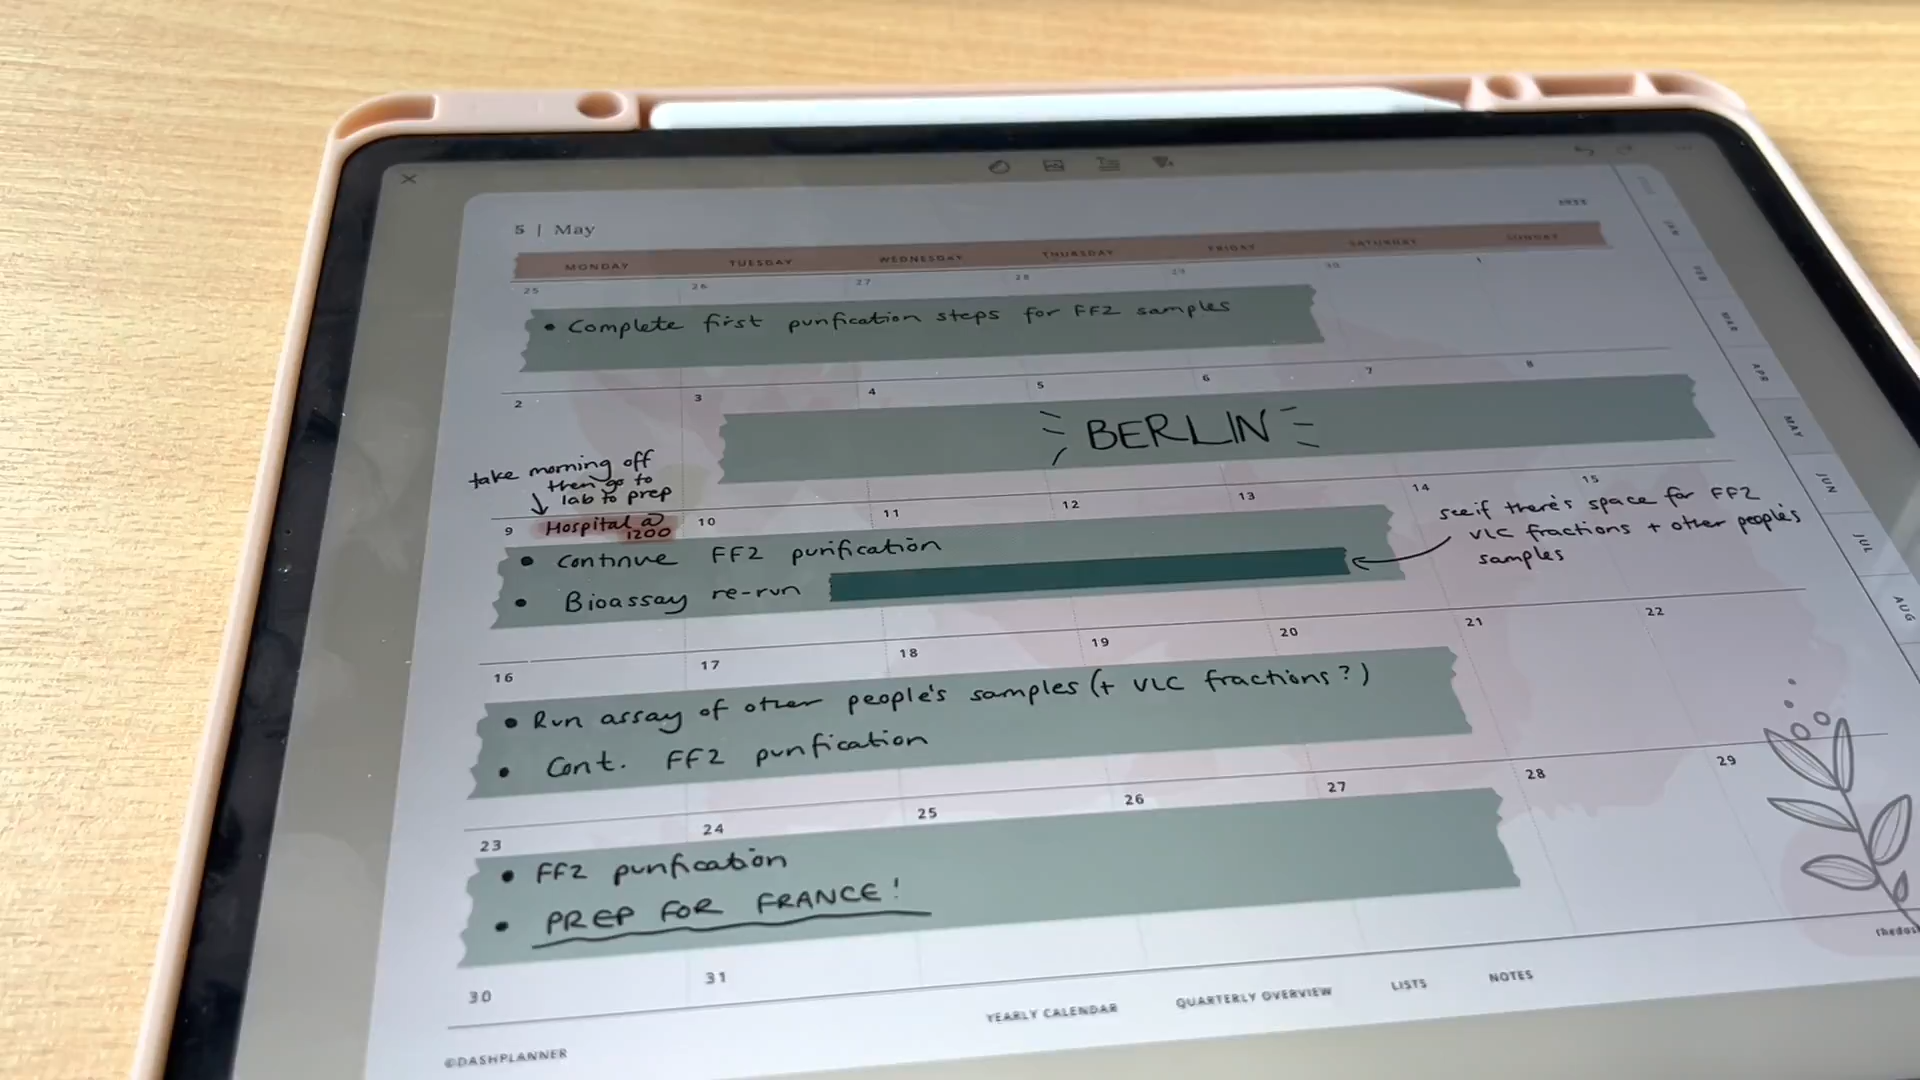 5 | May
2022
MONDAY TUESDAY WEDNESDAY THURSDAY FRIDAY SATURDAY SUNDAY
25 26 27 28 29 30 1
• Complete first purification steps for FF2 samples
2 3 4 5 6 7 8
BERLIN
take morning off
then go to
lab to prep
9 10 11 12 13 14 15
Hospital @
1200
• Continue FF2 purification
• Bioassay re-run
see if there's space for FF2
VLC fractions + other people's
samples
16 17 18 19 20 21 22
• Run assay of other people's samples (+ VLC fractions?)
• Cont. FF2 purification
23 24 25 26 27 28 29
• FF2 purification
• PREP FOR FRANCE!
30 31
YEARLY CALENDAR QUARTERLY OVERVIEW LISTS NOTES
©DASHPLANNER
JAN
FEB
MAR
APR
MAY
JUN
JUL
AUG